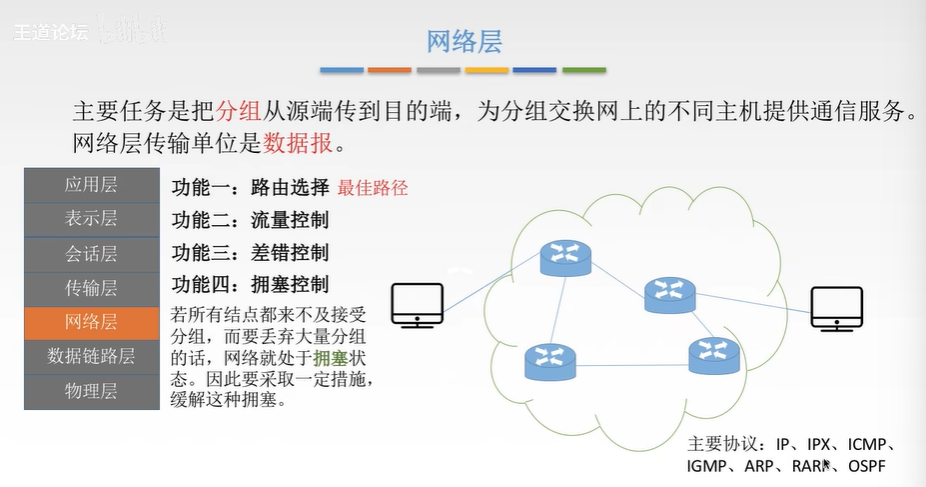 王道论坛
网络层
主要任务是把分组从源端传到目的端，为分组交换网上的不同主机提供通信服务。
网络层传输单位是数据报。
应用层
表示层
会话层
传输层
网络层
数据链路层
物理层
功能一：路由选择 最佳路径
功能二：流量控制
功能三：差错控制
功能四：拥塞控制
若所有结点都来不及接受
分组，而要丢弃大量分组
的话，网络就处于拥塞状
态。因此要采取一定措施，
缓解这种拥塞。
主要协议：IP、IPX、ICMP、
IGMP、ARP、RARP、OSPF